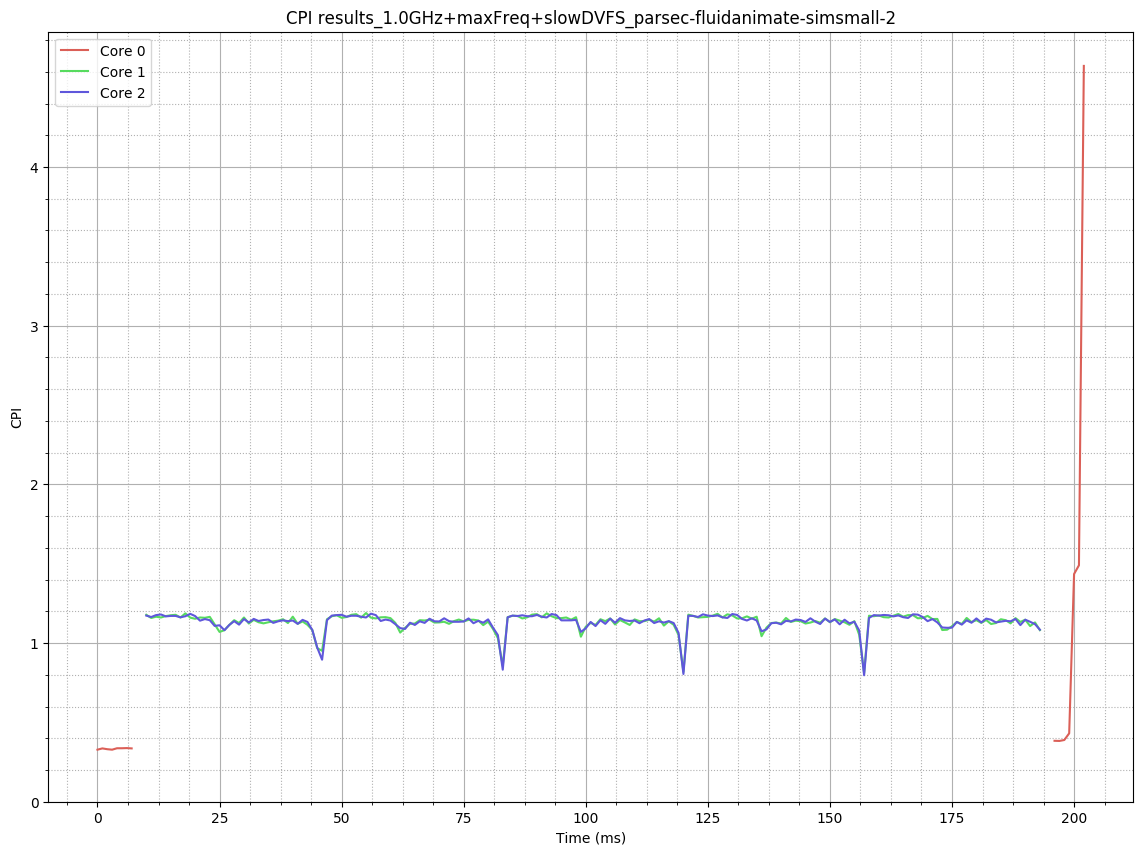 CPI results_1.0GHz+maxFreq+slowDVFS_parsec-fluidanimate-simsmall-2
Core 0
Core 1
Core 2
4
3
2
1
0
CPI
0 25 50 75 100 125 150 175 200
Time (ms)